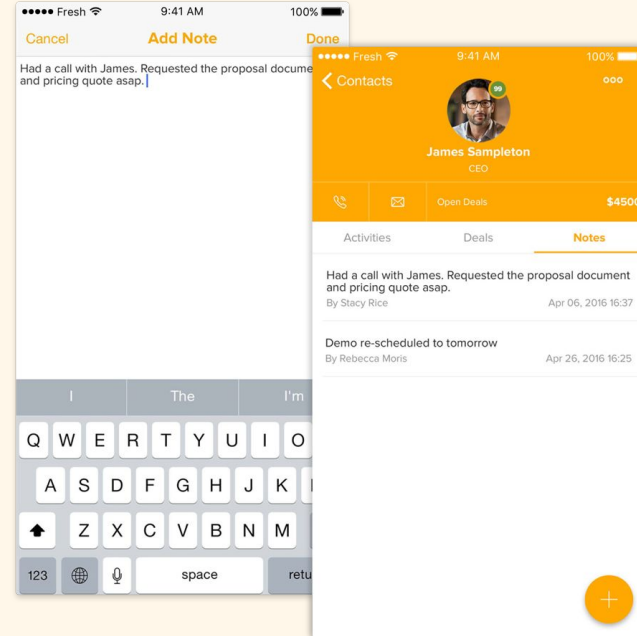 ●●●●● Fresh 9:41 AM 100%
Cancel Add Note Done
Had a call with James. Requested the proposal docume
and pricing quote asap.
I The I'm
Q W E R T Y U I O
A S D F G H J K
Z X C V B N M
123 space retu
●●●●● Fresh 9:41 AM 100%
Contacts
99
James Sampleton
CEO
Open Deals $4500
Activities Deals Notes
Had a call with James. Requested the proposal document
and pricing quote asap.
By Stacy Rice Apr 06, 2016 16:37
Demo re-scheduled to tomorrow
By Rebecca Moris Apr 26, 2016 16:25